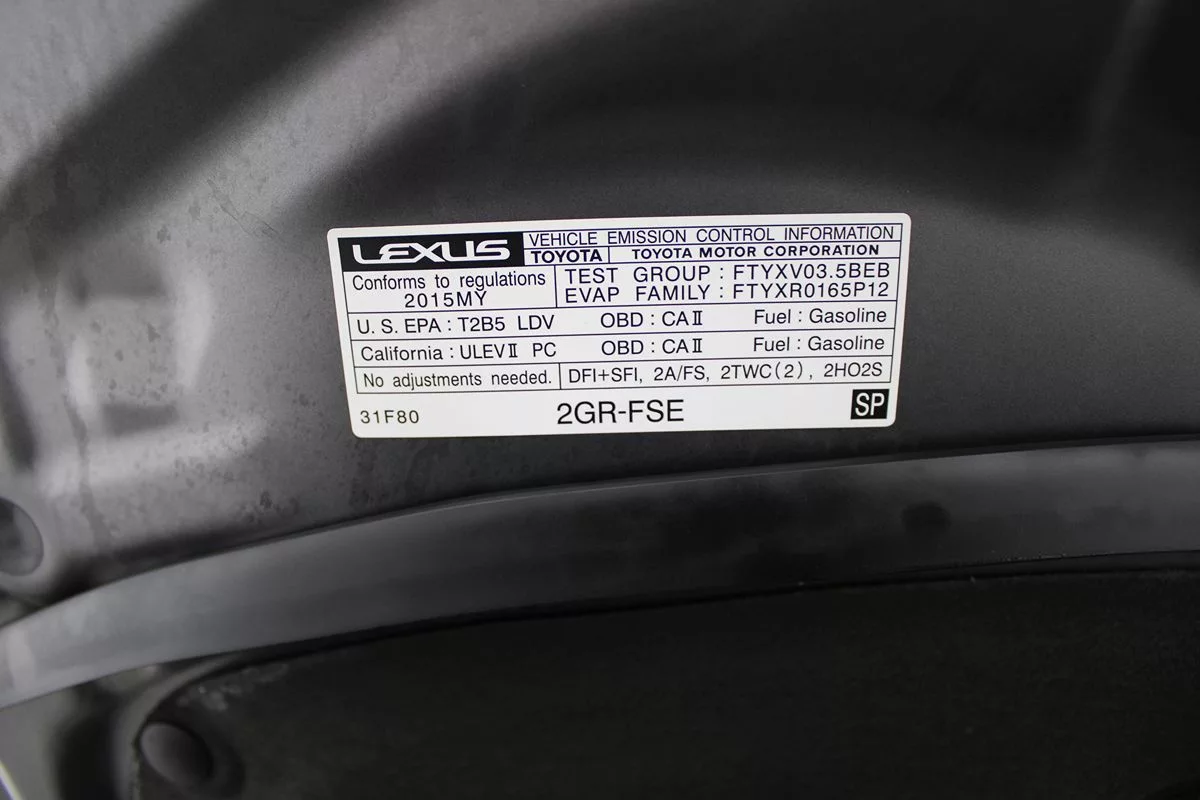 LEXUS VEHICLE EMISSION CONTROL INFORMATION
TOYOTA TOYOTA MOTOR CORPORATION
Conforms to regulations
2015MY
TEST GROUP : FTYXV03.5BEB
EVAP FAMILY : FTYXR0165P12
U.S. EPA : T2B5 LDV OBD : CAⅡ Fuel : Gasoline
California : ULEVⅡ PC OBD : CAⅡ Fuel : Gasoline
No adjustments needed. DFI+SFI, 2A/FS, 2TWC(2), 2HO2S
31F80 2GR-FSE SP